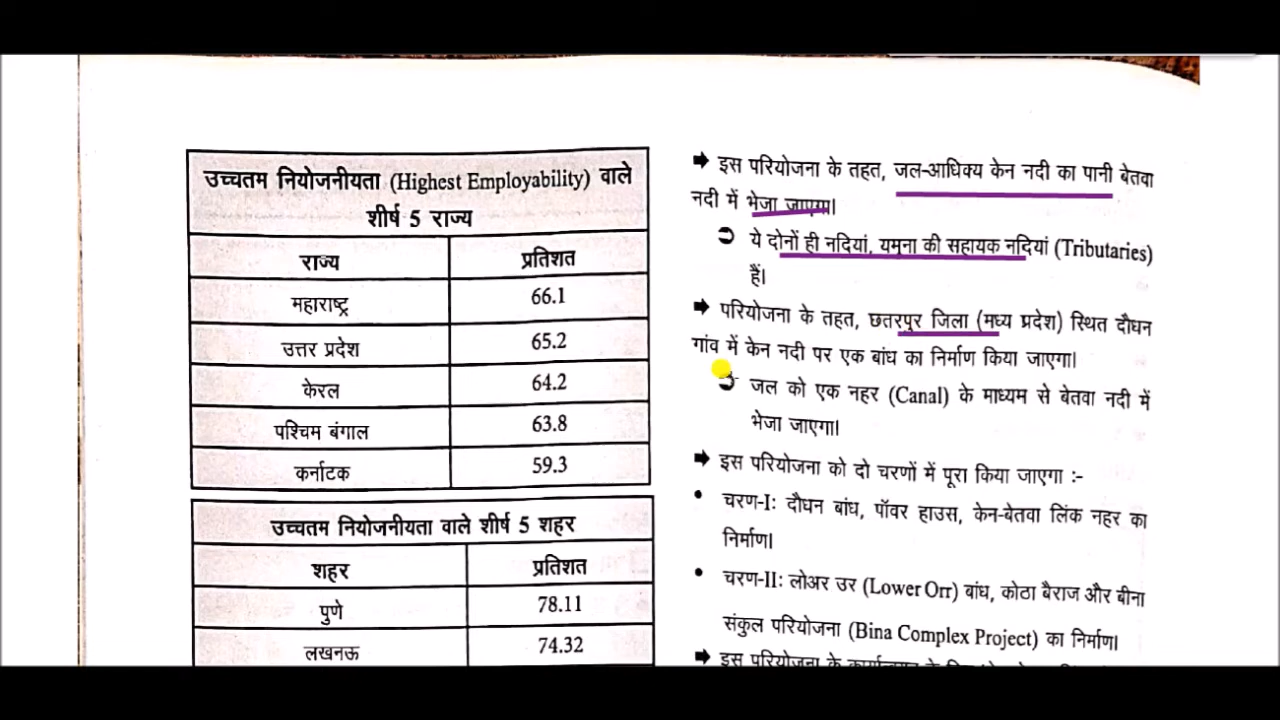 उच्चतम नियोजनीयता (Highest Employability) वाले
शीर्ष 5 राज्य
राज्य प्रतिशत
महाराष्ट्र 66.1
उत्तर प्रदेश 65.2
केरल 64.2
पश्चिम बंगाल 63.8
कर्नाटक 59.3
उच्चतम नियोजनीयता वाले शीर्ष 5 शहर
शहर प्रतिशत
पुणे 78.11
लखनऊ 74.32
➡ इस परियोजना के तहत, जल-आधिक्य केन नदी का पानी बेतवा
नदी में भेजा जाएगा।
➲ ये दोनों ही नदियां, यमुना की सहायक नदियां (Tributaries)
हैं।
➡ परियोजना के तहत, छतरपुर जिला (मध्य प्रदेश) स्थित दौधन
गांव में केन नदी पर एक बांध का निर्माण किया जाएगा।
➲ जल को एक नहर (Canal) के माध्यम से बेतवा नदी में
भेजा जाएगा।
➡ इस परियोजना को दो चरणों में पूरा किया जाएगा :-
• चरण-I: दौधन बांध, पॉवर हाउस, केन-बेतवा लिंक नहर का
निर्माण।
• चरण-II: लोअर उर (Lower Orr) बांध, कोठा बैराज और बीना
संकुल परियोजना (Bina Complex Project) का निर्माण।
➡ इस परियोजना के कार्यान्वयन के